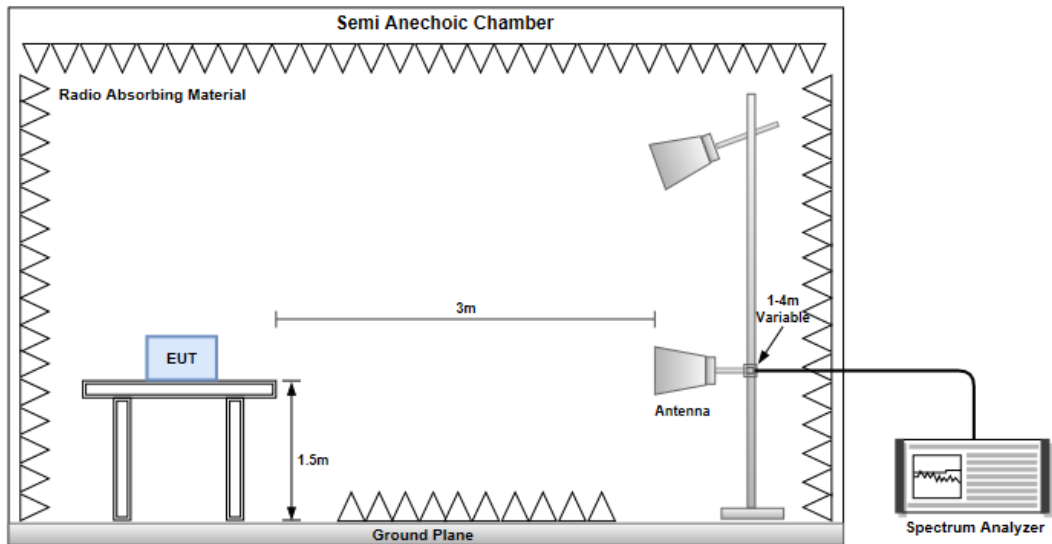 Semi Anechoic Chamber
Radio Absorbing Material
3m
1-4m
Variable
EUT
Antenna
1.5m
Ground Plane
Spectrum Analyzer